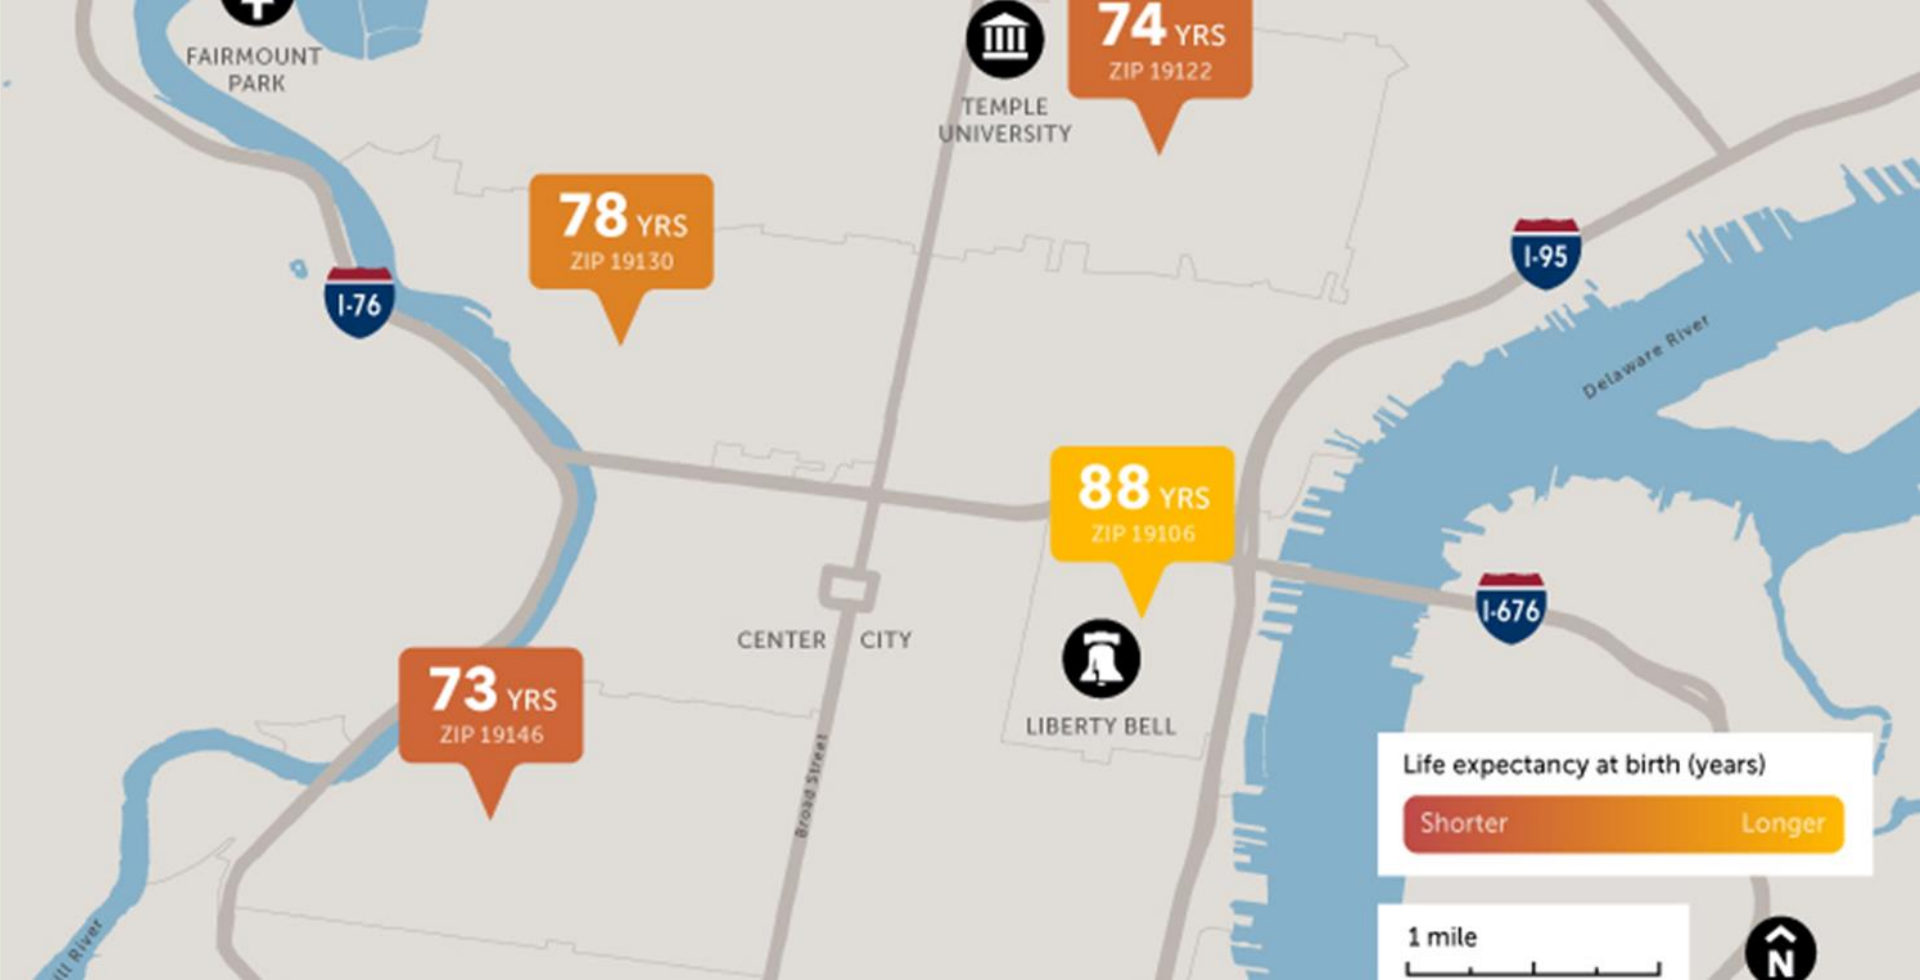 FAIRMOUNT
PARK
TEMPLE
UNIVERSITY
74 YRS
ZIP 19122
78 YRS
ZIP 19130
I-76
I-95
Delaware River
88 YRS
ZIP 19106
I-676
CENTER CITY
LIBERTY BELL
73 YRS
ZIP 19146
Broad Street
Life expectancy at birth (years)
Shorter
Longer
ill River
1 mile
N